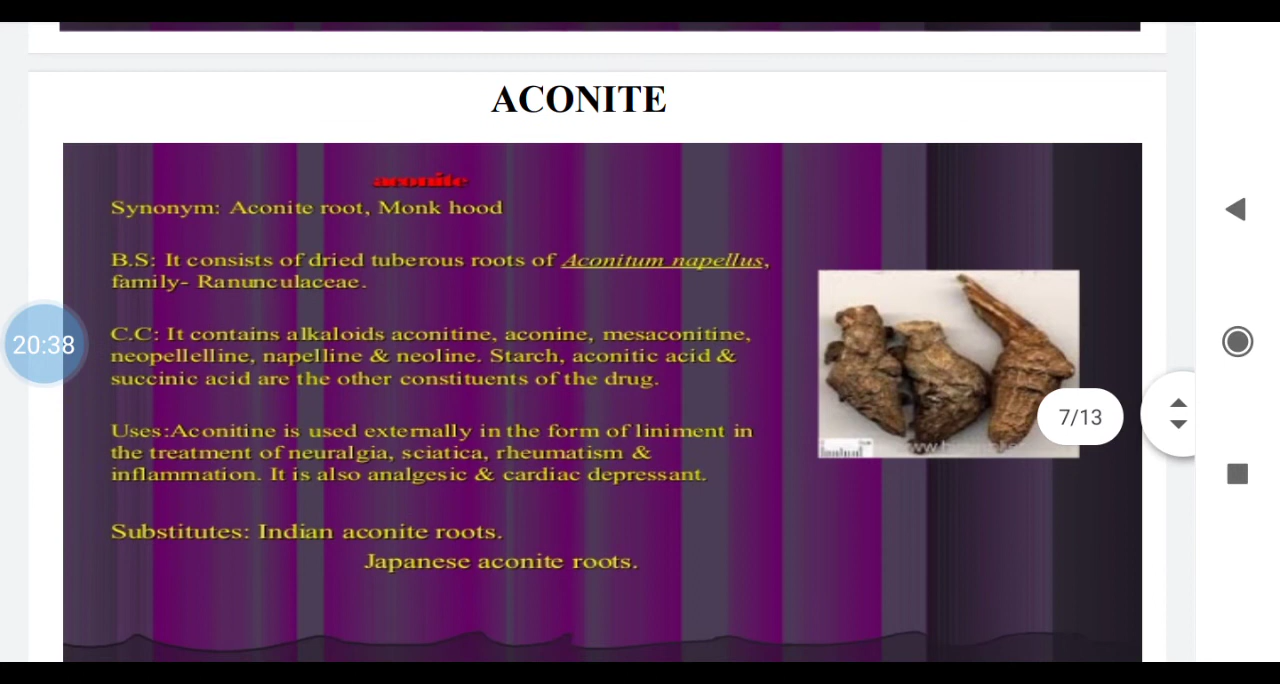 ACONITE
aconite
Synonym: Aconite root, Monk hood
B.S: It consists of dried tuberous roots of Aconitum napellus,
family- Ranunculaceae.
C.C: It contains alkaloids aconitine, aconine, mesaconitine,
neopellelline, napelline & neoline. Starch, aconitic acid &
succinic acid are the other constituents of the drug.
20:38
Uses:Aconitine is used externally in the form of liniment in
the treatment of neuralgia, sciatica, rheumatism &
inflammation. It is also analgesic & cardiac depressant.
7/13
Substitutes: Indian aconite roots.
Japanese aconite roots.